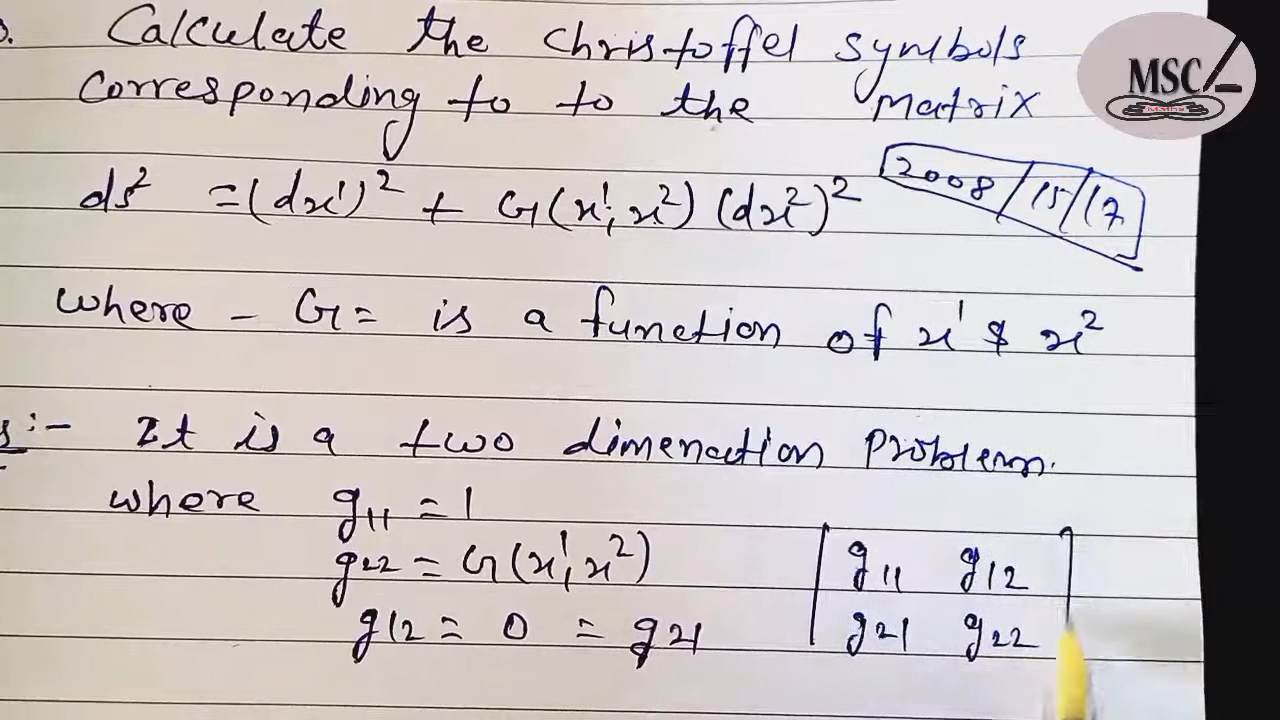 Calculate the Christoffel symbols
corresponding to to the matrix
ds² = (dx¹)² + G(x¹, x²) (dx²)²
2008/15/17
where - G = is a function of x¹ & x²
:- It is a two dimenction problem.
where g₁₁ = 1
g₂₂ = G(x¹, x²)
g₁₂ = 0 = g₂₁
g₁₁ g₁₂
g₂₁ g₂₂
MSC
Maths